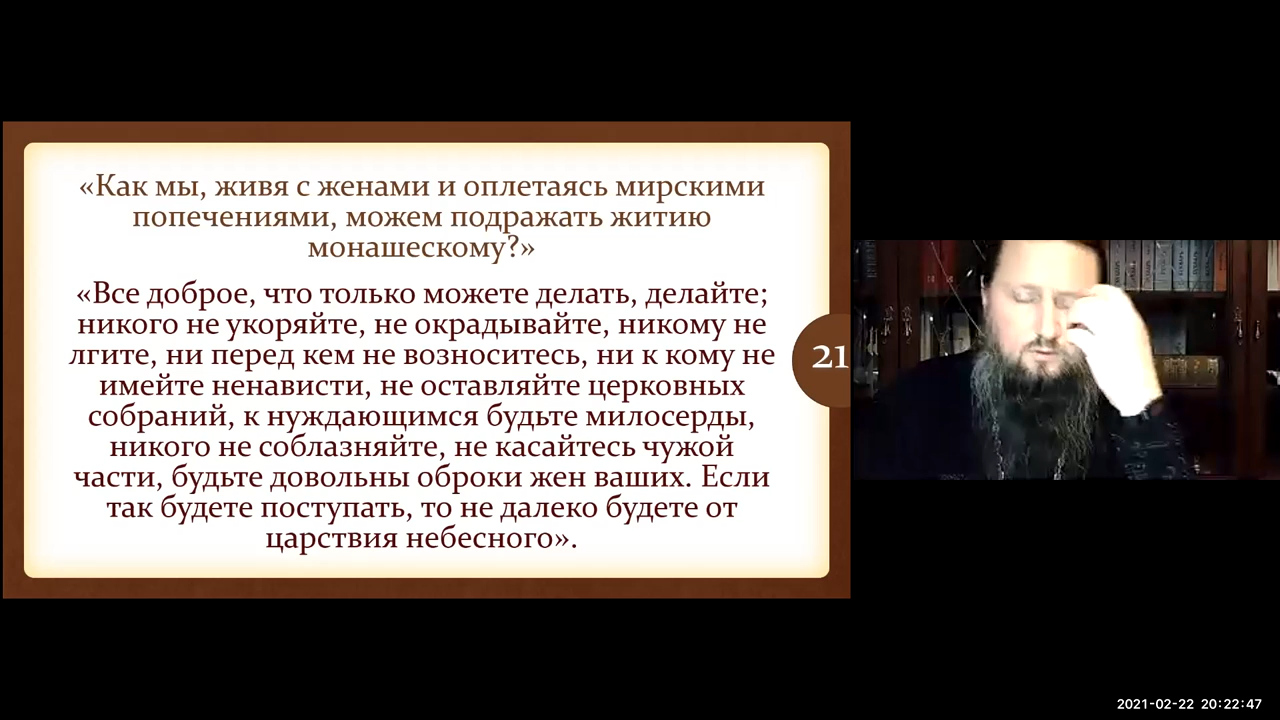 «Как мы, живя с женами и оплетаясь мирскими
попечениями, можем подражать житию
монашескому?»
«Все доброе, что только можете делать, делайте;
никого не укоряйте, не окрадывайте, никому не
лгите, ни перед кем не возноситесь, ни к кому не
имейте ненависти, не оставляйте церковных
собраний, к нуждающимся будьте милосерды,
никого не соблазняйте, не касайтесь чужой
части, будьте довольны оброки жен ваших. Если
так будете поступать, то не далеко будете от
царствия небесного».
21
2021-02-22 20:22:47